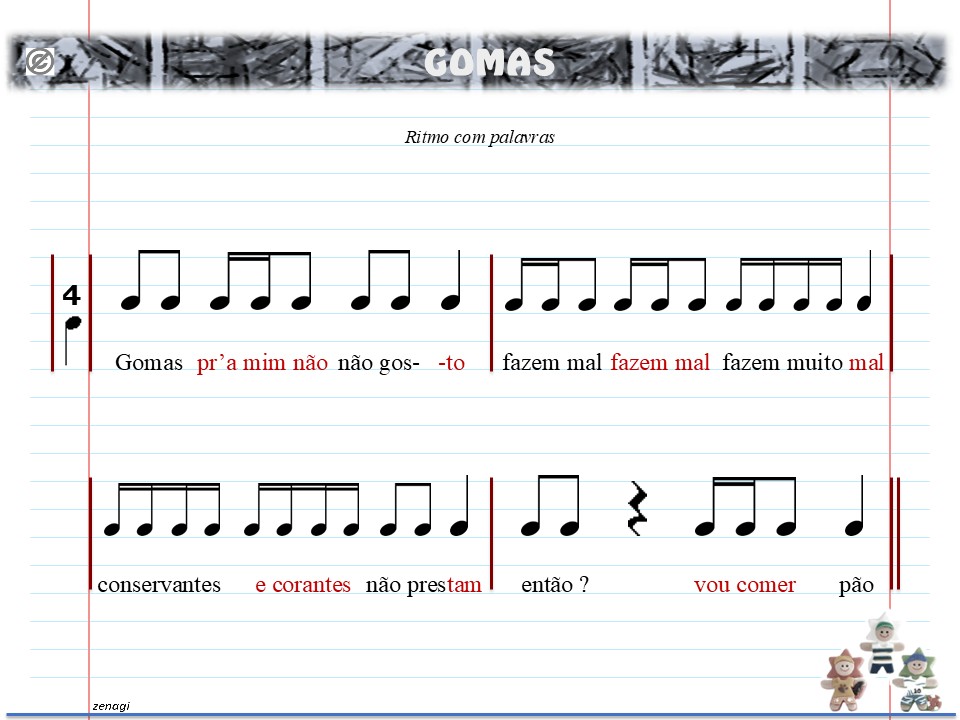 GOMAS
Ritmo com palavras
4
Gomas pr’a mim não não gos- -to fazem mal fazem mal fazem muito mal
conservantes e corantes não prestam então ? vou comer pão
zenagi